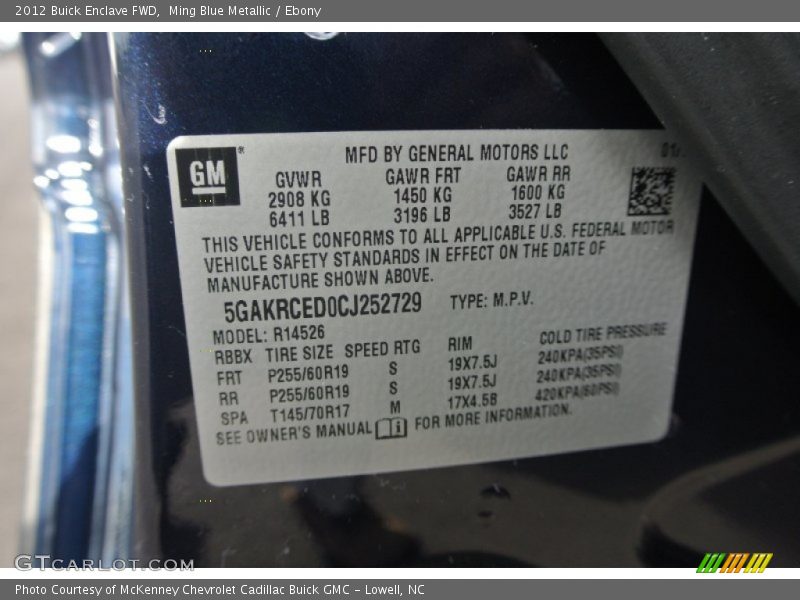 2012 Buick Enclave FWD, Ming Blue Metallic / Ebony
GM ®
MFD BY GENERAL MOTORS LLC 01/
GVWR GAWR FRT GAWR RR
2908 KG 1450 KG 1600 KG
6411 LB 3196 LB 3527 LB
THIS VEHICLE CONFORMS TO ALL APPLICABLE U.S. FEDERAL MOTOR
VEHICLE SAFETY STANDARDS IN EFFECT ON THE DATE OF
MANUFACTURE SHOWN ABOVE.
5GAKRCED0CJ252729 TYPE: M.P.V.
MODEL: R14526
RBBX TIRE SIZE SPEED RTG RIM COLD TIRE PRESSURE
FRT P255/60R19 S 19X7.5J 240KPA(35PSI)
RR P255/60R19 S 19X7.5J 240KPA(35PSI)
SPA T145/70R17 M 17X4.5B 420KPA(60PSI)
SEE OWNER'S MANUAL i FOR MORE INFORMATION.
GTCARLOT.COM
Photo Courtesy of McKenney Chevrolet Cadillac Buick GMC - Lowell, NC